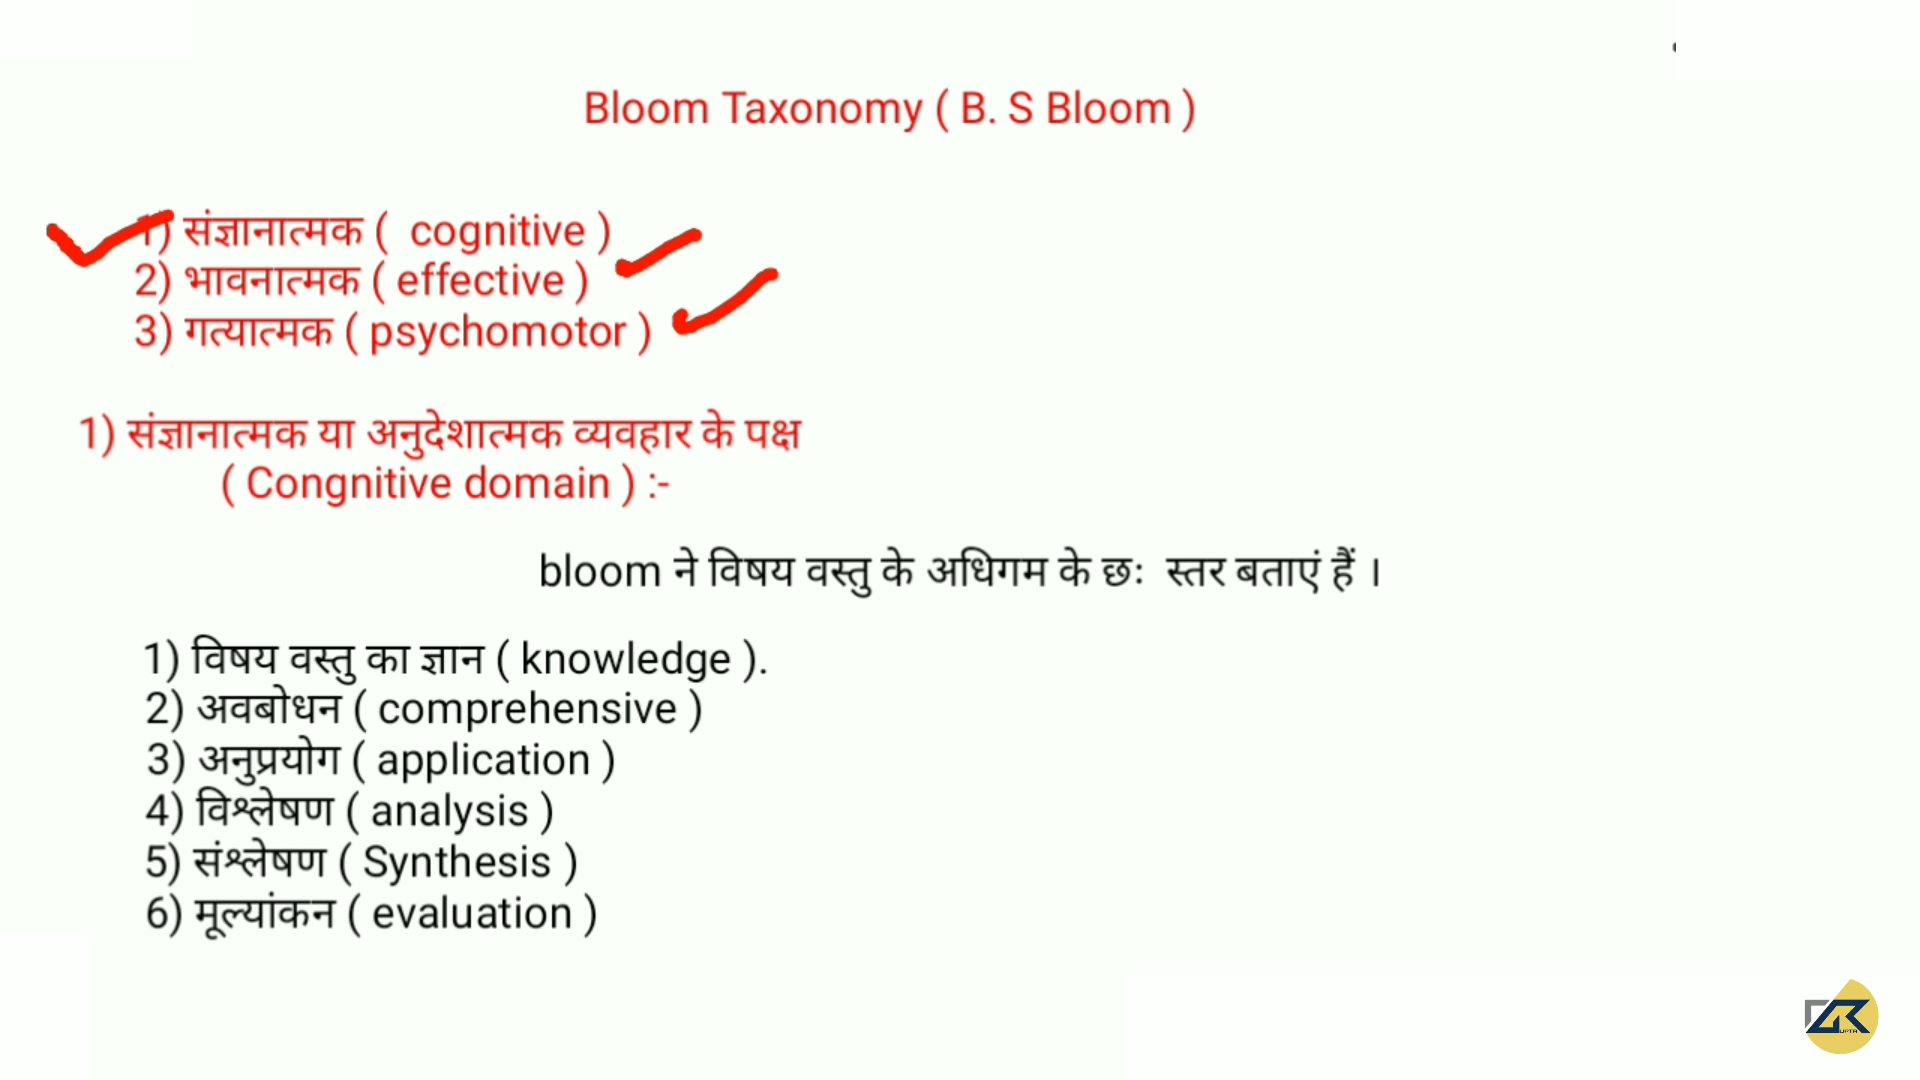 Bloom Taxonomy ( B. S Bloom )
1) संज्ञानात्मक ( cognitive )
2) भावनात्मक ( effective )
3) गत्यात्मक ( psychomotor )
1) संज्ञानात्मक या अनुदेशात्मक व्यवहार के पक्ष
( Congnitive domain ) :-
bloom ने विषय वस्तु के अधिगम के छः स्तर बताएं हैं ।
1) विषय वस्तु का ज्ञान ( knowledge ).
2) अवबोधन ( comprehensive )
3) अनुप्रयोग ( application )
4) विश्लेषण ( analysis )
5) संश्लेषण ( Synthesis )
6) मूल्यांकन ( evaluation )